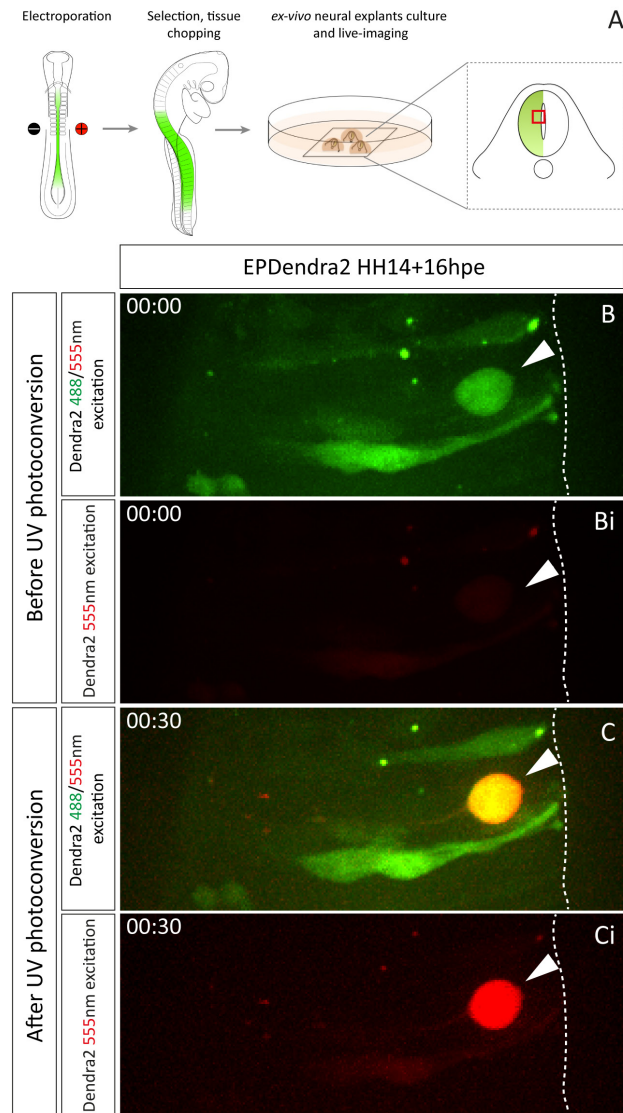 Electroporation
Selection, tissue
chopping
ex-vivo neural explants culture
and live-imaging
A
EPDendra2 HH14+16hpe
Before UV photoconversion
Dendra2 488/555nm
excitation
00:00
B
Dendra2 555nm excitation
00:00
Bi
After UV photoconversion
Dendra2 488/555nm
excitation
00:30
C
Dendra2 555nm excitation
00:30
Ci